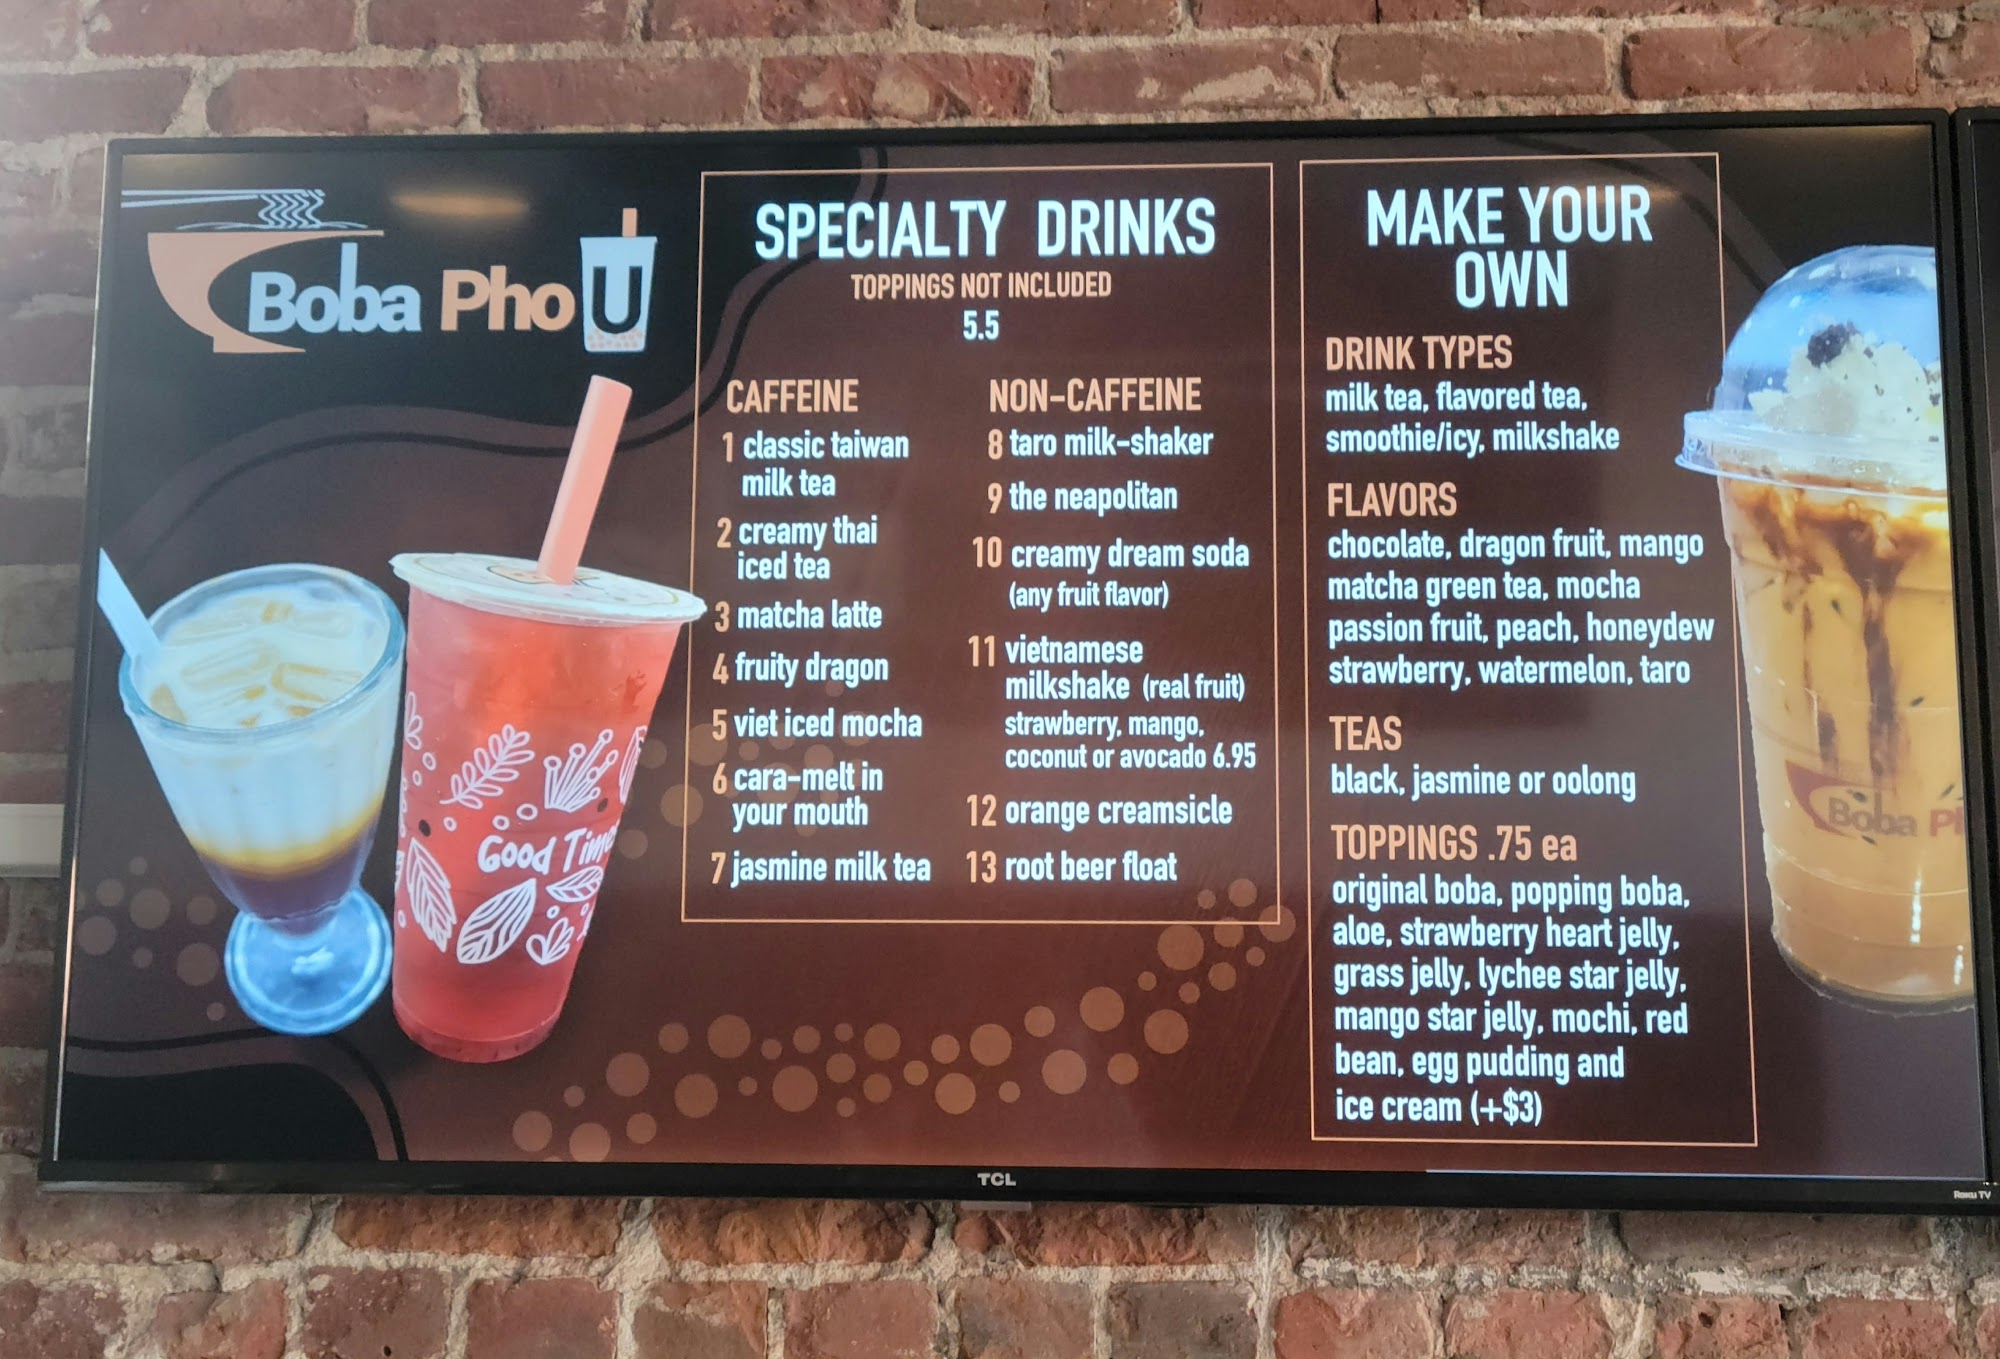 Boba Pho U
SPECIALTY DRINKS
TOPPINGS NOT INCLUDED
5.5
CAFFEINE
1 classic taiwan
milk tea
2 creamy thai
iced tea
3 matcha latte
4 fruity dragon
5 viet iced mocha
6 cara-melt in
your mouth
7 jasmine milk tea
NON-CAFFEINE
8 taro milk-shaker
9 the neapolitan
10 creamy dream soda
(any fruit flavor)
11 vietnamese
milkshake (real fruit)
strawberry, mango,
coconut or avocado 6.95
12 orange creamsicle
13 root beer float
MAKE YOUR
OWN
DRINK TYPES
milk tea, flavored tea,
smoothie/icy, milkshake
FLAVORS
chocolate, dragon fruit, mango
matcha green tea, mocha
passion fruit, peach, honeydew
strawberry, watermelon, taro
TEAS
black, jasmine or oolong
TOPPINGS .75 ea
original boba, popping boba,
aloe, strawberry heart jelly,
grass jelly, lychee star jelly,
mango star jelly, mochi, red
bean, egg pudding and
ice cream (+$3)
Good Time
Boba P
TCL
Roku TV